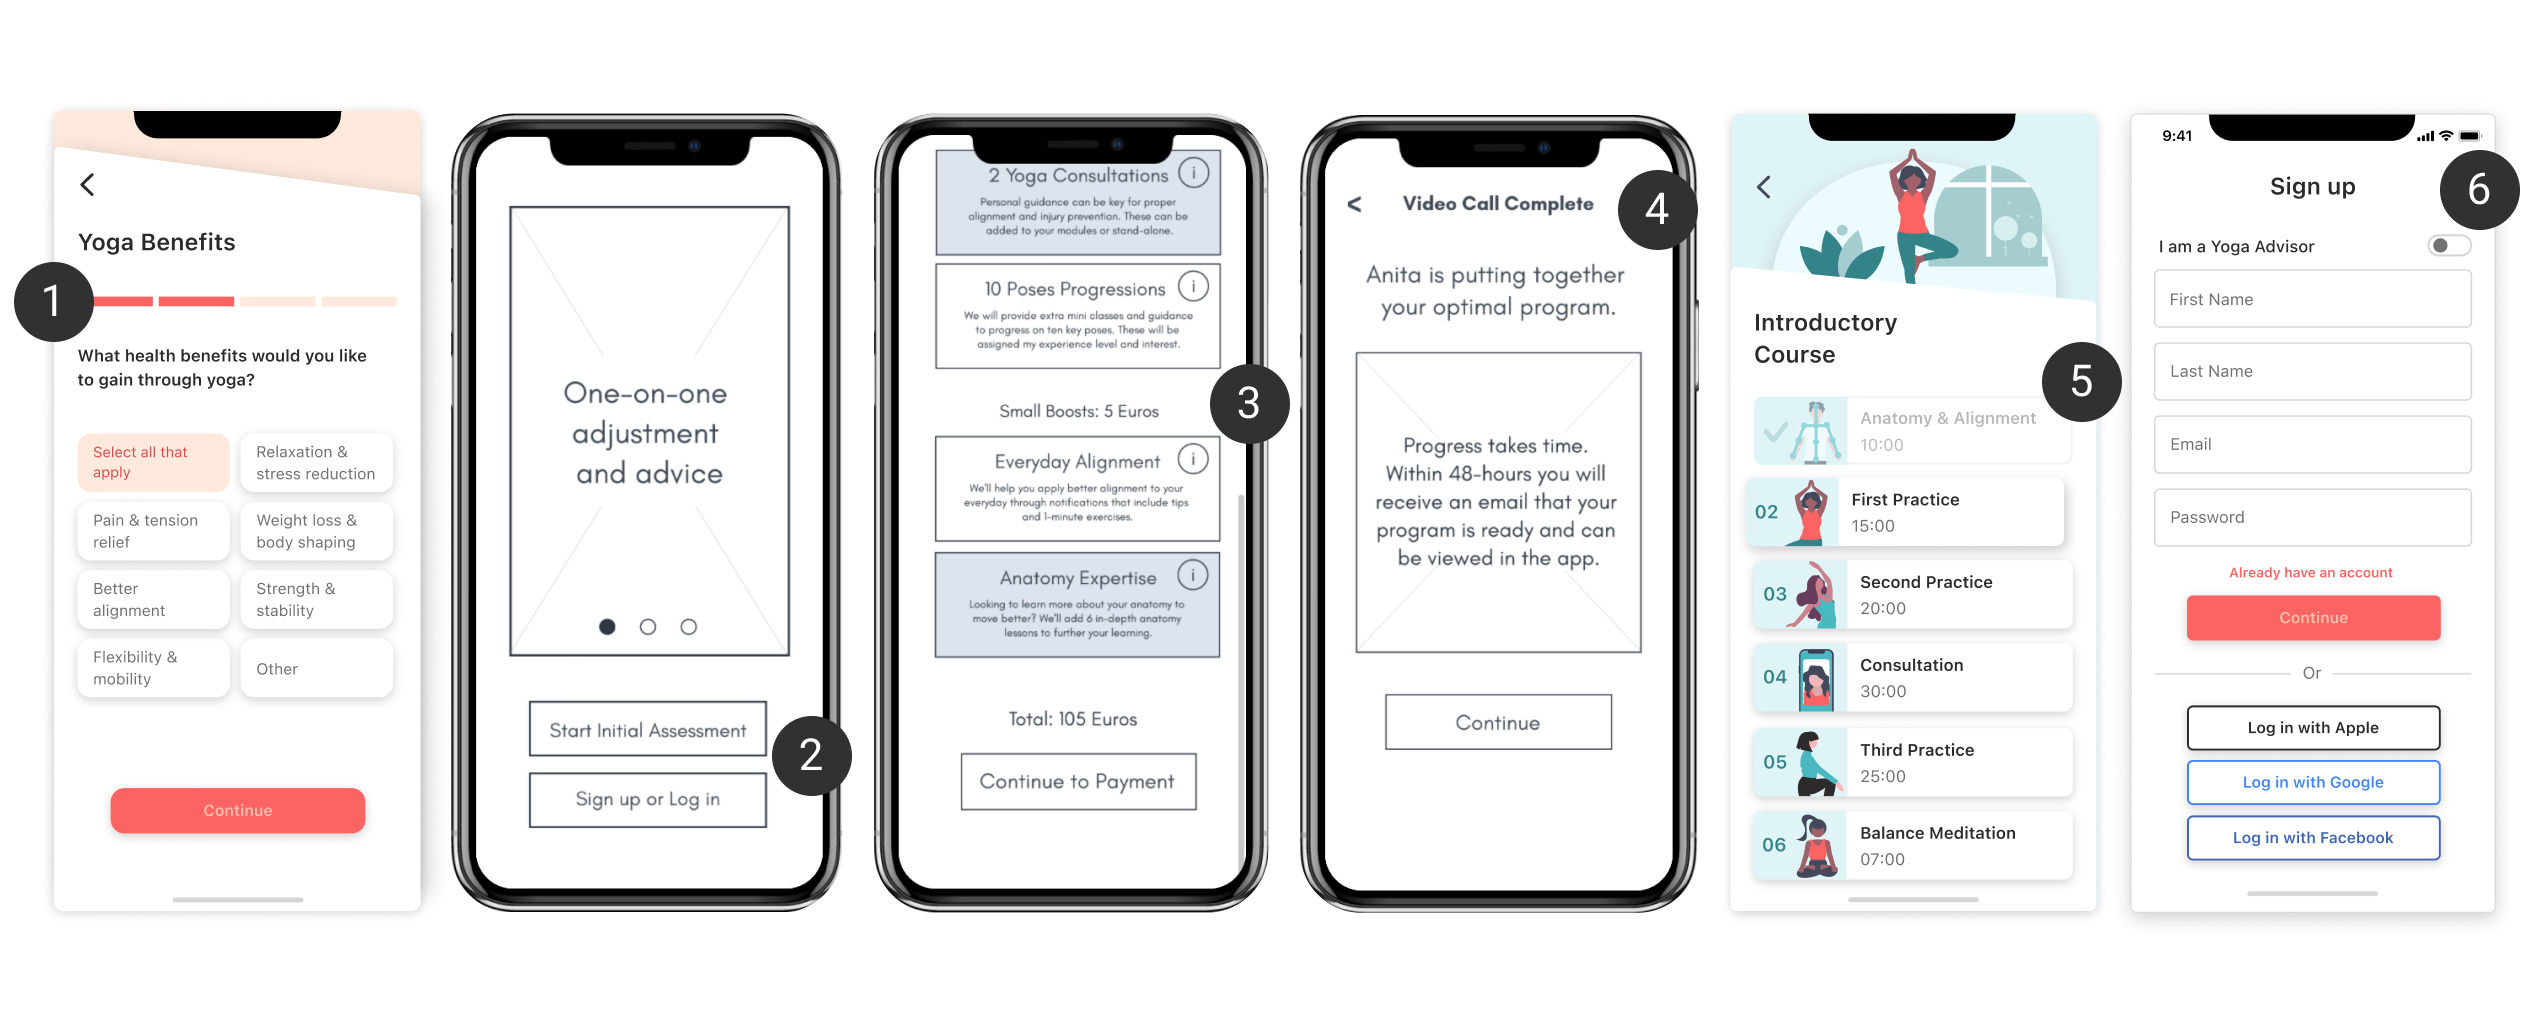 1
Yoga Benefits
What health benefits would you like
to gain through yoga?
Select all that
apply
Relaxation &
stress reduction
Pain & tension
relief
Weight loss &
body shaping
Better
alignment
Strength &
stability
Flexibility &
mobility
Other
Continue
One-on-one
adjustment
and advice
Start Initial Assessment
2
Sign up or Log in
2 Yoga Consultations
i
Personal guidance can be key for proper
alignment and injury prevention. These can be
added to your modules or stand-alone.
10 Poses Progressions
i
We will provide extra mini classes and guidance
to progress on ten key poses. These will be
assigned my experience level and interest.
3
Small Boosts: 5 Euros
Everyday Alignment
i
We'll help you apply better alignment to your
everyday through notifications that include tips
and 1-minute exercises.
Anatomy Expertise
i
Looking to learn more about your anatomy to
move better? We'll add 6 in-depth anatomy
lessons to further your learning.
Total: 105 Euros
Continue to Payment
< Video Call Complete
4
Anita is putting together
your optimal program.
Progress takes time.
Within 48-hours you will
receive an email that your
program is ready and can
be viewed in the app.
Continue
Introductory
Course
5
Anatomy & Alignment
10:00
02
First Practice
15:00
03
Second Practice
20:00
04
Consultation
30:00
05
Third Practice
25:00
06
Balance Meditation
07:00
9:41
Sign up
6
I am a Yoga Advisor
First Name
Last Name
Email
Password
Already have an account
Continue
Or
Log in with Apple
Log in with Google
Log in with Facebook